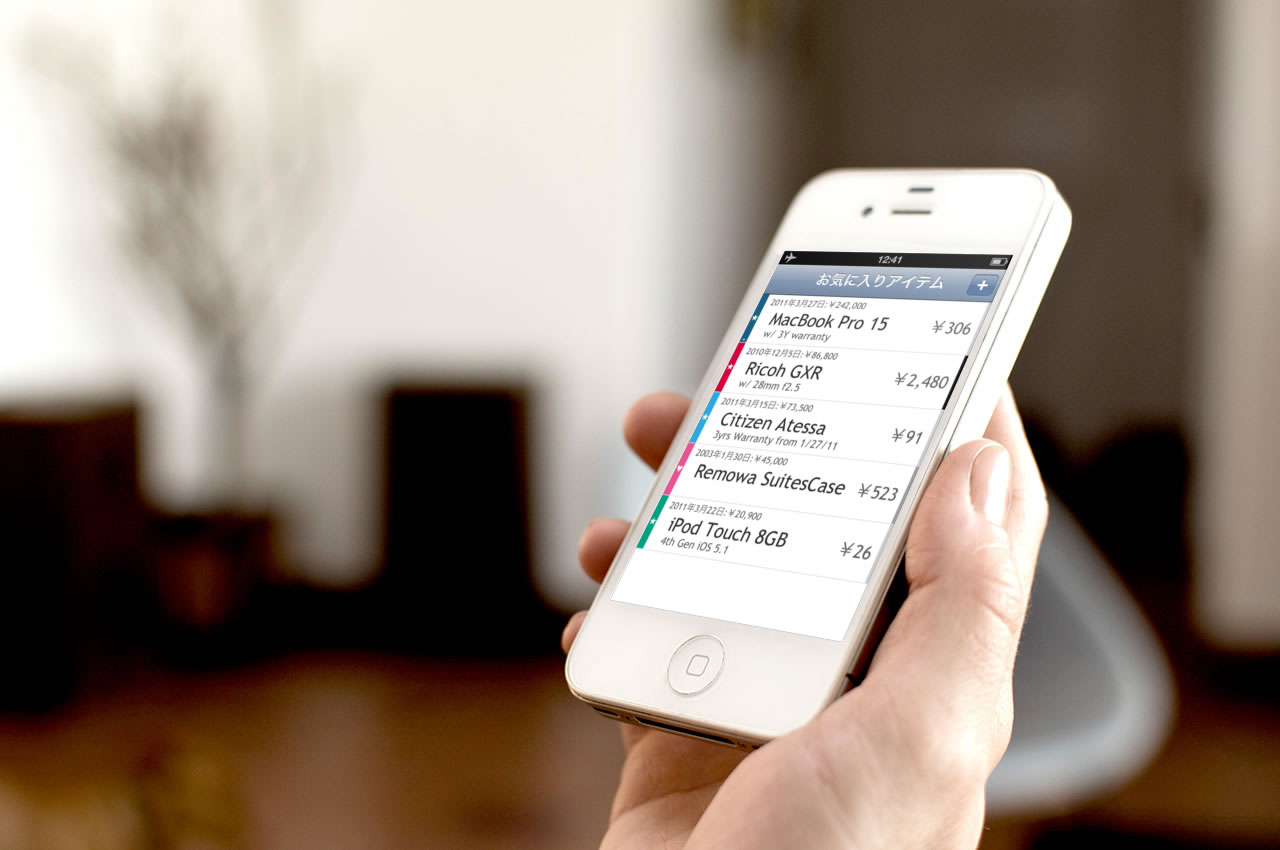 12:41
お気に入りアイテム
+
2011年3月27日: ¥242,000
MacBook Pro 15
¥306
w/ 3Y warranty
2010年12月5日: ¥86,800
Ricoh GXR
¥2,480
w/ 28mm f2.5
2011年3月15日: ¥73,500
Citizen Atessa
¥91
3yrs Warranty from 1/27/11
2003年1月30日: ¥45,000
Remowa SuitesCase
¥523
2011年3月22日: ¥20,900
iPod Touch 8GB
¥26
4th Gen iOS 5.1